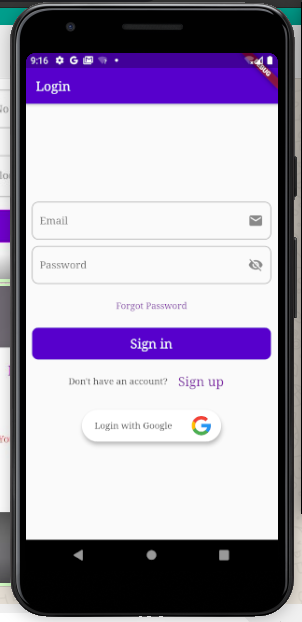 9:16
DEBUG
Login
Email
Password
Forgot Password
Sign in
Don't have an account? Sign up
Login with Google